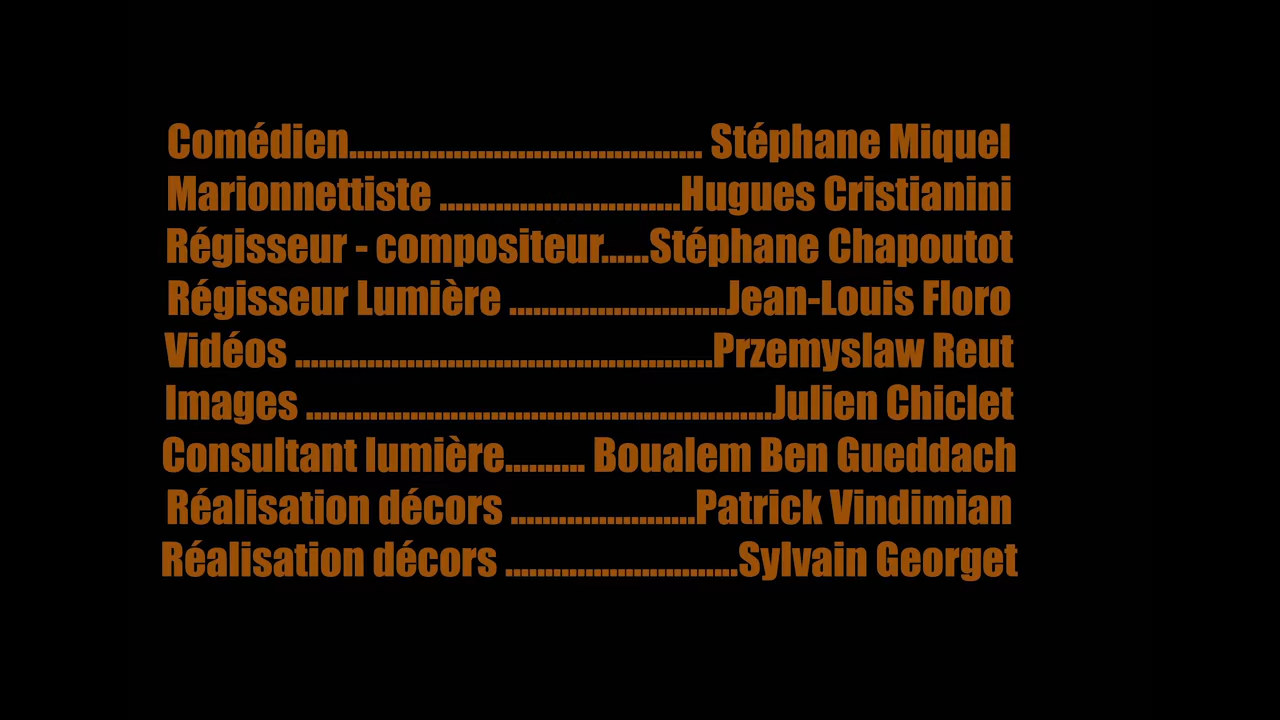 Comédien............................................ Stéphane Miquel
Marionnettiste ..............................Hugues Cristianini
Régisseur - compositeur......Stéphane Chapoutot
Régisseur Lumière ...........................Jean-Louis Floro
Vidéos ....................................................Przemyslaw Reut
Images ..........................................................Julien Chiclet
Consultant lumière.......... Boualem Ben Gueddach
Réalisation décors .......................Patrick Vindimian
Réalisation décors .............................Sylvain Georget